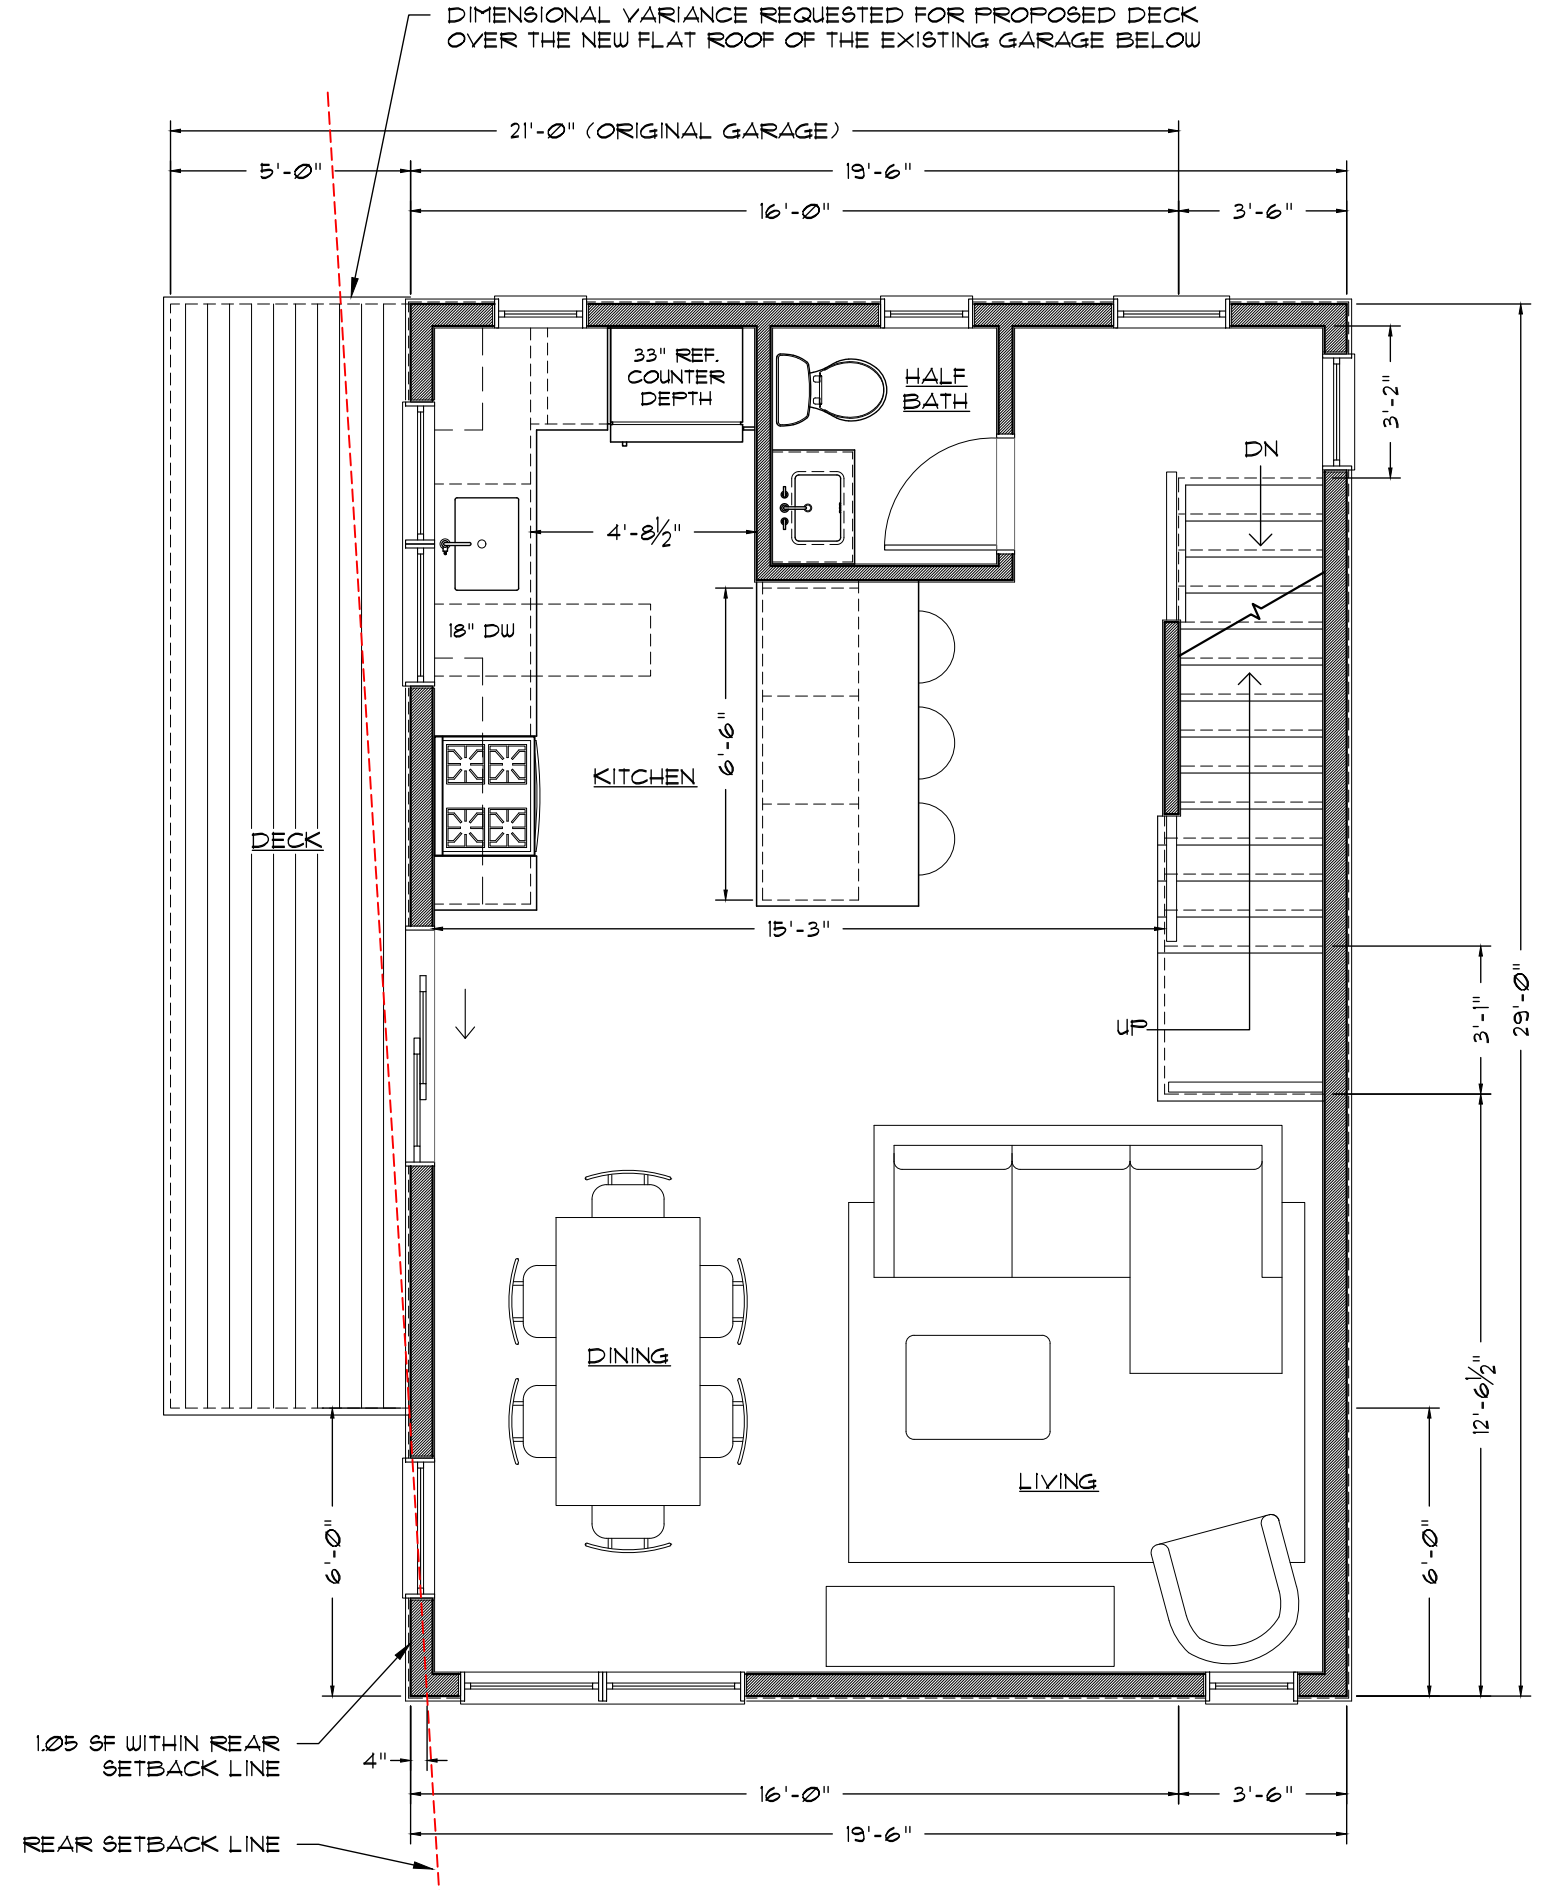 DIMENSIONAL VARIANCE REQUESTED FOR PROPOSED DECK
OVER THE NEW FLAT ROOF OF THE EXISTING GARAGE BELOW
21'-0" (ORIGINAL GARAGE)
5'-0"
19'-6"
16'-0"
3'-6"
33" REF.
COUNTER
DEPTH
HALF
BATH
3'-2"
DN
4'-8½"
18" DW
6'-6"
KITCHEN
DECK
15'-3"
29'-0"
3'-1"
UP
DINING
12'-6½"
LIVING
6'-0"
6'-0"
1.05 SF WITHIN REAR
SETBACK LINE
4"
16'-0"
3'-6"
19'-6"
REAR SETBACK LINE